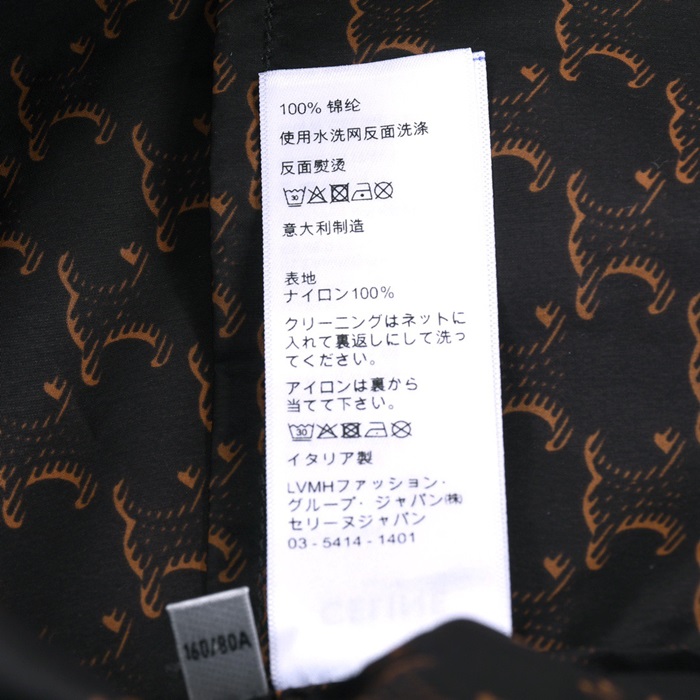 100% 锦纶
使用水洗网反面洗涤
反面熨烫
30
意大利制造
表地
ナイロン100%
クリーニングはネットに
入れて裏返しにして洗っ
てください。
アイロンは裏から
当てて下さい。
30
イタリア製
LVMHファッション・
グループ・ジャパン㈱
セリーヌジャパン
03 - 5414 - 1401
CELINE
160/80A